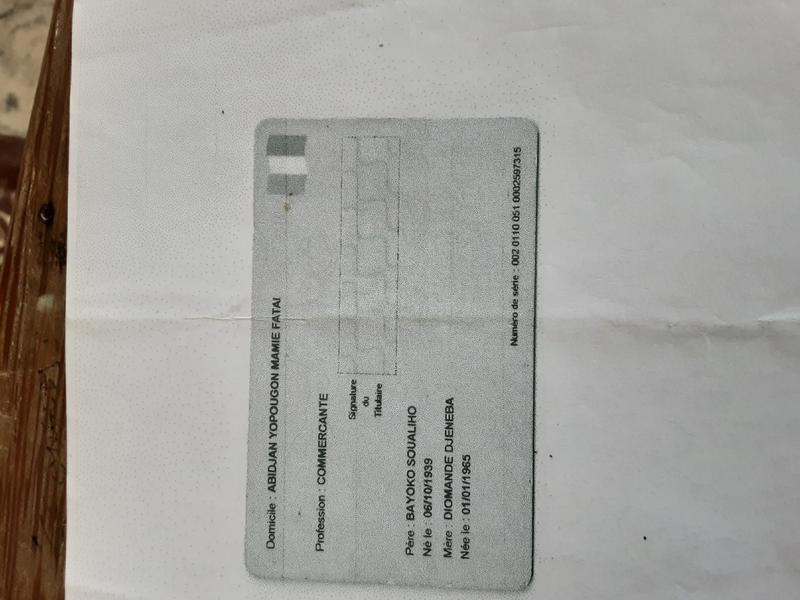 Domicile : ABIDJAN YOPOUGON MAMIE FATAI
Profession : COMMERCANTE
Signature
du
Titulaire
Père : BAYOKO SOUALIHO
Né le : 06/10/1939
Mère : DIOMANDE DJENEBA
Née le : 01/01/1965
Numéro de série : 002 0110 051 0002597315